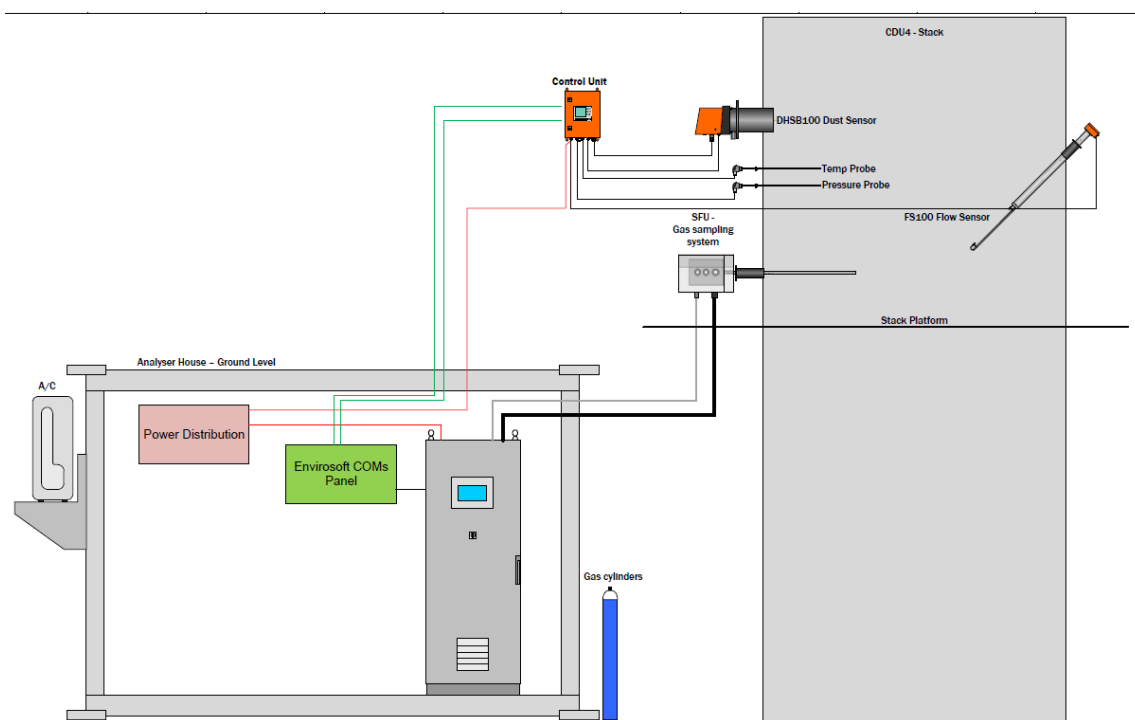 CDU4 - Stack
Control Unit
DHSB100 Dust Sensor
Temp Probe
Pressure Probe
FS100 Flow Sensor
SFU -
Gas sampling
system
Stack Platform
Analyser House – Ground Level
A/C
Power Distribution
Envirosoft COMs
Panel
Gas cylinders